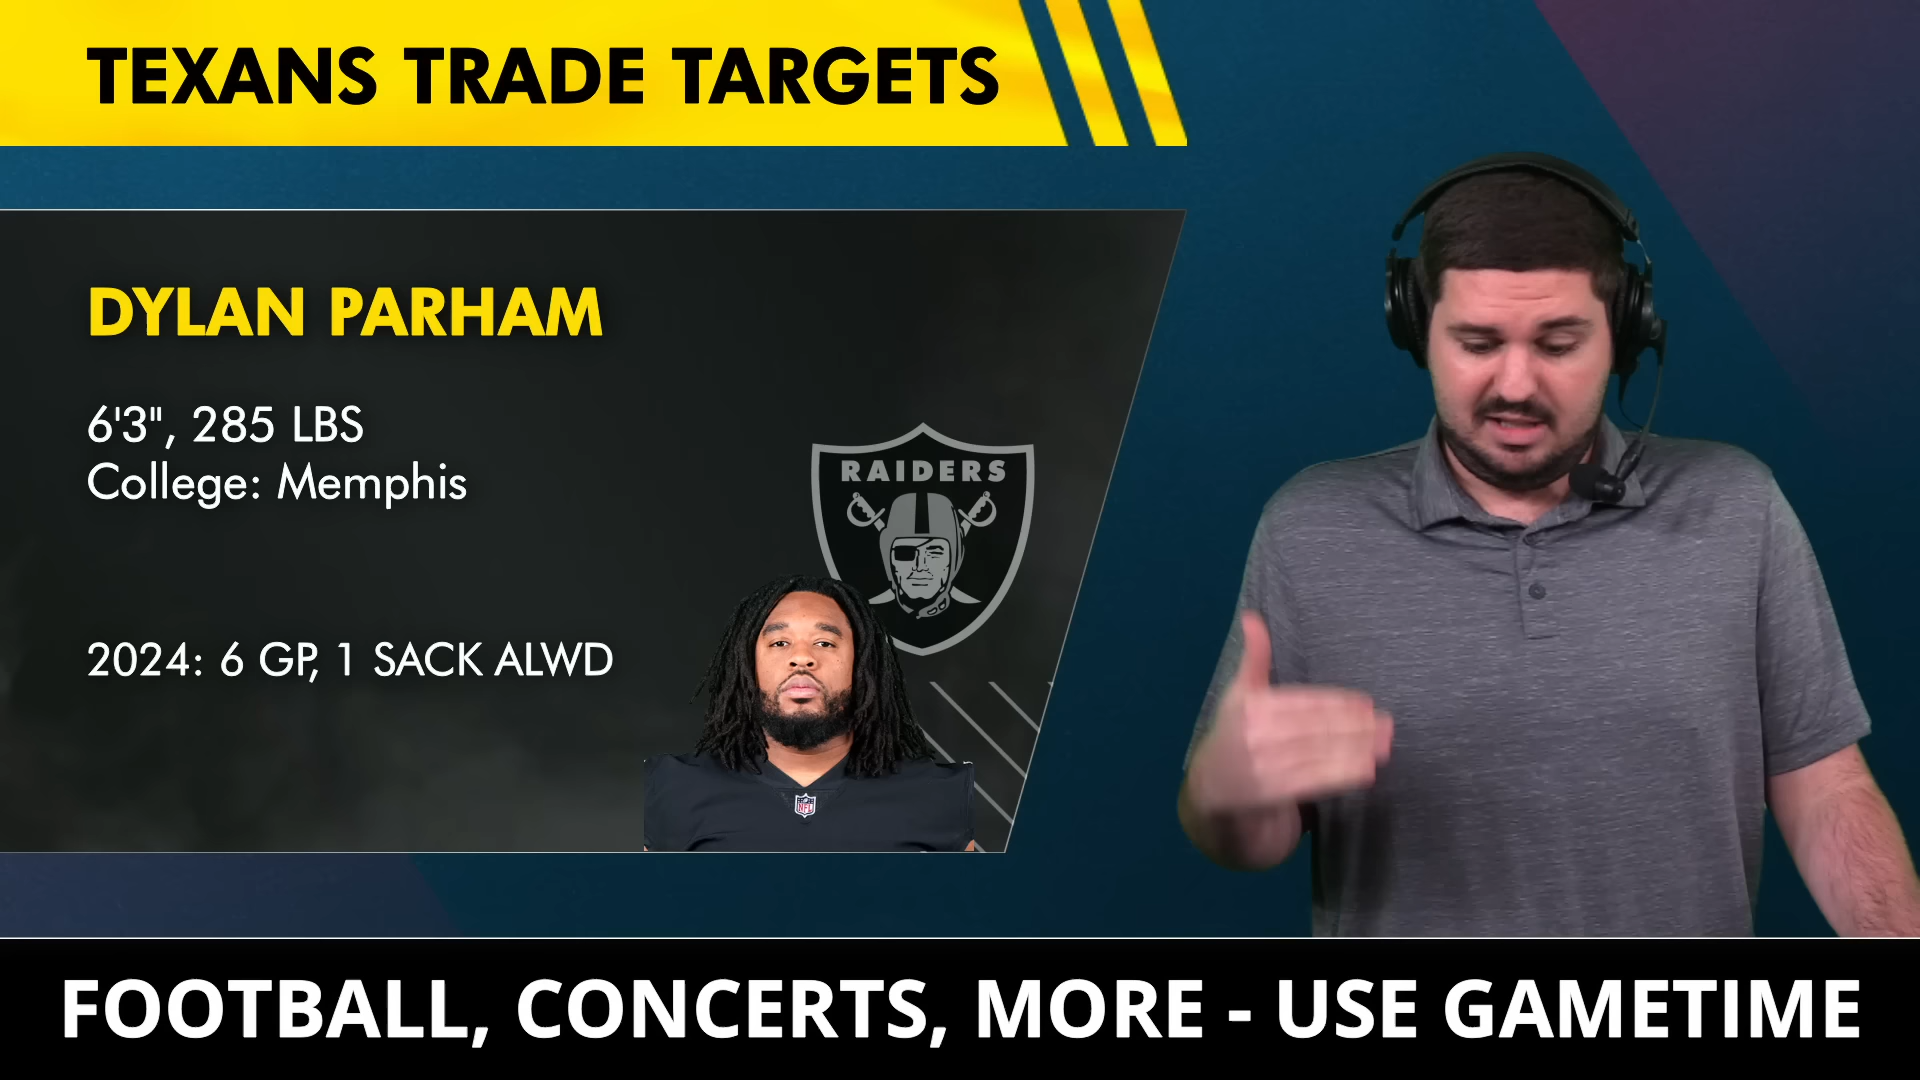 TEXANS TRADE TARGETS
DYLAN PARHAM
6'3", 285 LBS
College: Memphis
RAIDERS
2024: 6 GP, 1 SACK ALWD
NFL
FOOTBALL, CONCERTS, MORE - USE GAMETIME